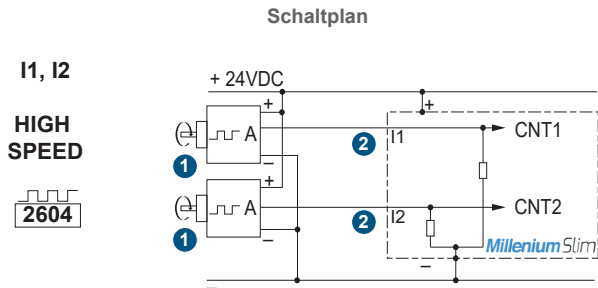 Schaltplan
I1, I2
HIGH
SPEED
2604
+ 24VDC
+
A
1
–
+
A
1
–
2
I1
+
CNT1
2
I2
CNT2
Millenium Slim
–
–